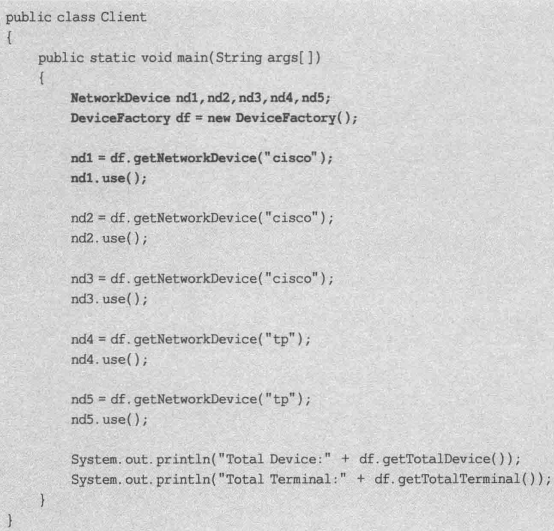 public class Client
{
public static void main(String args[ ])
{
NetworkDevice nd1,nd2,nd3,nd4,nd5;
DeviceFactory df = new DeviceFactory();
nd1 = df.getNetworkDevice("cisco");
nd1.use();
nd2 = df.getNetworkDevice("cisco");
nd2.use();
nd3 = df.getNetworkDevice("cisco");
nd3.use();
nd4 = df.getNetworkDevice("tp");
nd4.use();
nd5 = df.getNetworkDevice("tp");
nd5.use();
System.out.println("Total Device:" + df.getTotalDevice());
System.out.println("Total Terminal:" + df.getTotalTerminal());
}
}